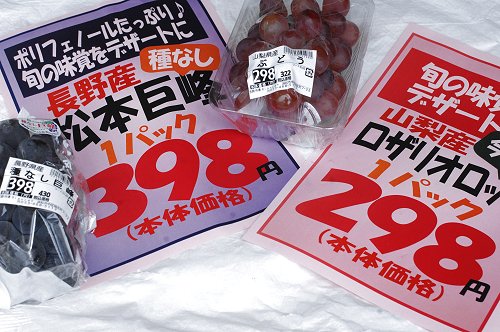 ポリフェノールたっぷり♪
旬の味覚をデザートに
長野産
種なし
松本巨峰
1パック
398円
(本体価格)
長野県産
種なし巨
398
430
山梨県産
ぶどう
298
322
旬の味
デザート
山梨産
ロザリオロッ
1パック
298円
(本体価格)